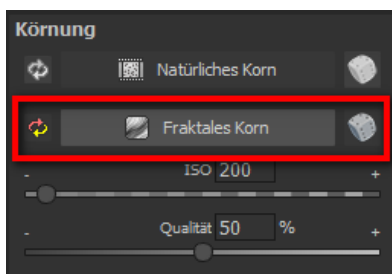 Körnung
Natürliches Korn
Fraktales Korn
- ISO 200 +
- Qualität 50 % +